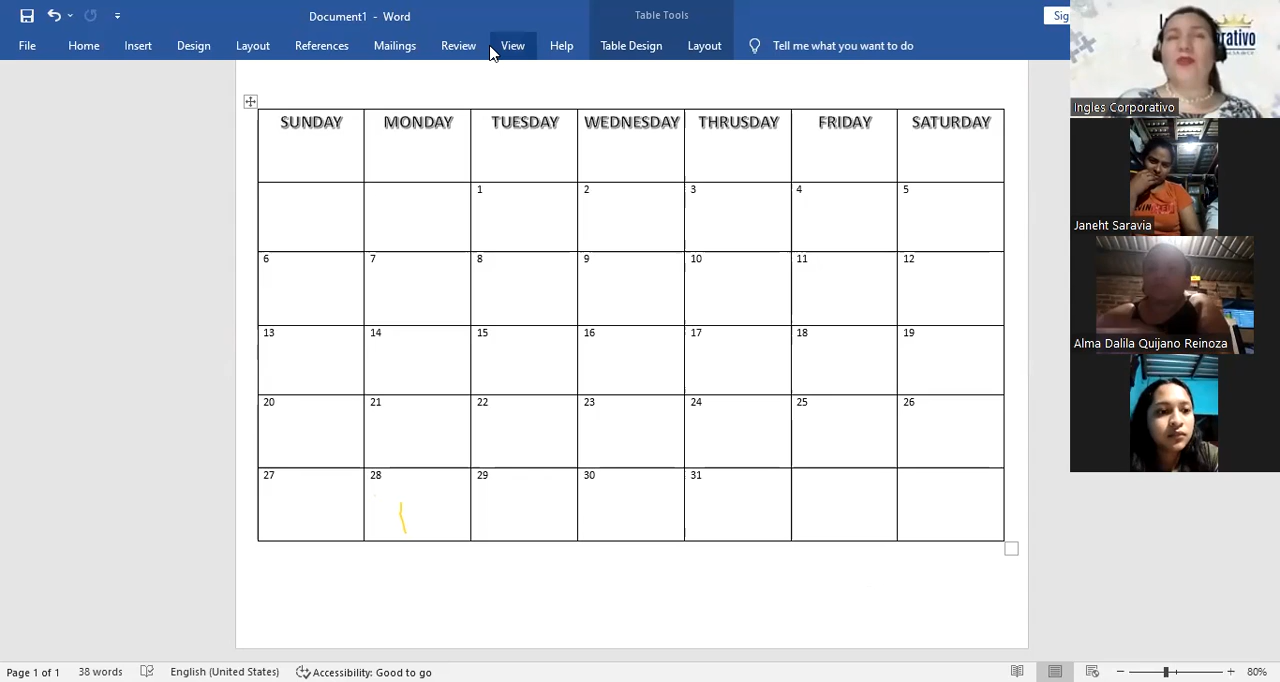 Document1 - Word
Table Tools
Sig
File Home Insert Design Layout References Mailings Review View Help Table Design Layout Tell me what you want to do
Ingles Corporativo
SUNDAY MONDAY TUESDAY WEDNESDAY THRUSDAY FRIDAY SATURDAY
1 2 3 4 5
Janeht Saravia
6 7 8 9 10 11 12
13 14 15 16 17 18 19
Alma Dalila Quijano Reinoza
20 21 22 23 24 25 26
27 28 29 30 31
Page 1 of 1 38 words English (United States) Accessibility: Good to go 80%